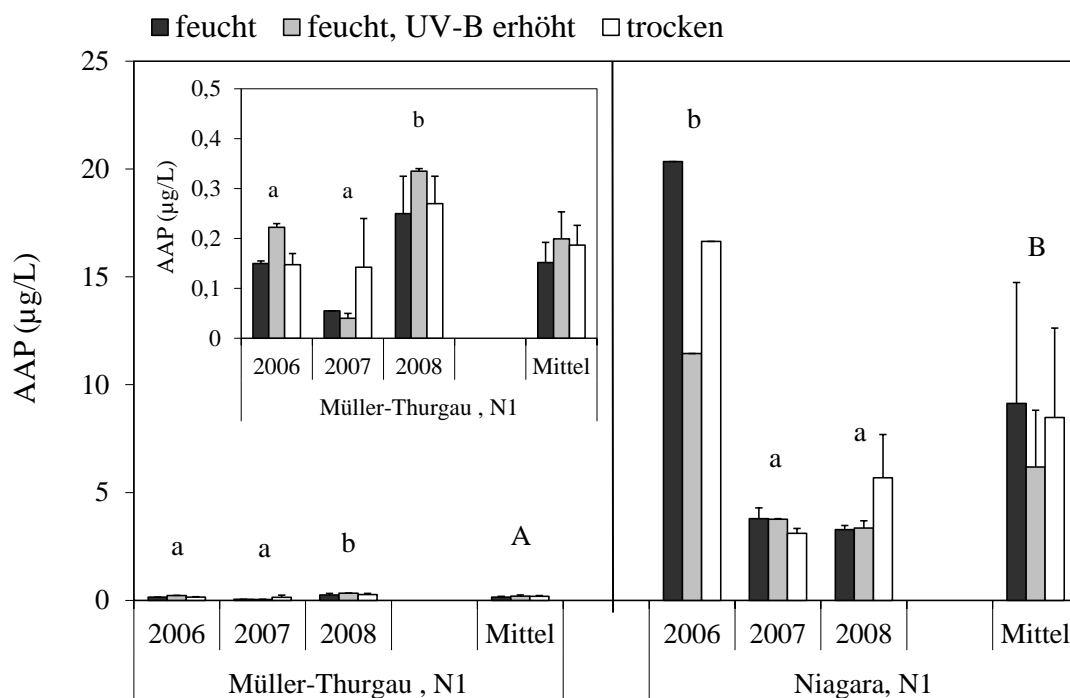 feucht feucht, UV-B erhöht trocken
AAP (µg/L)
25
20
15
10
5
0
AAP (µg/L)
0,5
0,4
0,3
0,2
0,1
0
a a b
2006 2007 2008 Mittel
Müller-Thurgau , N1
a a b A
b a a B
2006 2007 2008 Mittel 2006 2007 2008 Mittel
Müller-Thurgau , N1 Niagara, N1